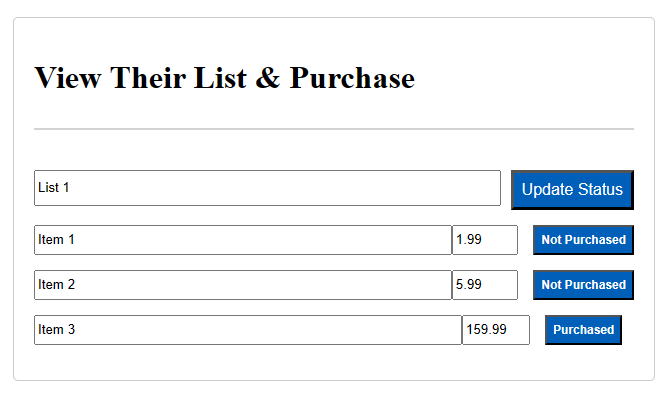 View Their List & Purchase
List 1 Update Status
Item 1 1.99 Not Purchased
Item 2 5.99 Not Purchased
Item 3 159.99 Purchased